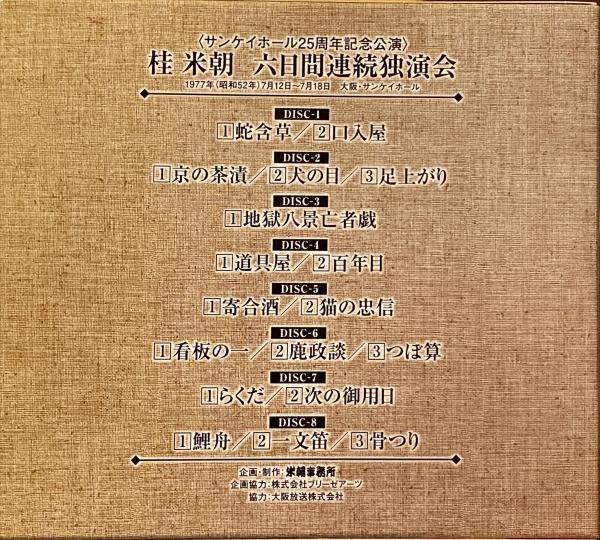 〈サンケイホール25周年記念公演〉
桂 米朝 六日間連続独演会
1977年(昭和52年)7月12日～7月18日 大阪・サンケイホール
DISC-1
1蛇含草／2口入屋
DISC-2
1京の茶漬／2犬の目／3足上がり
DISC-3
1地獄八景亡者戯
DISC-4
1道具屋／2百年目
DISC-5
1寄合酒／2猫の忠信
DISC-6
1看板の一／2鹿政談／3つぼ算
DISC-7
1らくだ／2次の御用日
DISC-8
1鯉舟／2一文笛／3骨つり
企画・制作：米朝事務所
企画協力：株式会社ブリーゼアーツ
協力：大阪放送株式会社